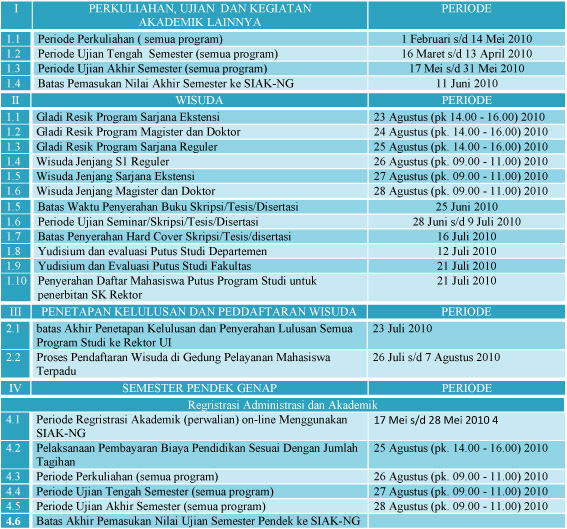 I PERKULIAHAN, UJIAN DAN KEGIATAN AKADEMIK LAINNYA PERIODE
1.1 Periode Perkuliahan ( semua program) 1 Februari s/d 14 Mei 2010
1.2 Periode Ujian Tengah Semester (semua program) 16 Maret s/d 13 April 2010
1.3 Periode Ujian Akhir Semester (semua program) 17 Mei s/d 31 Mei 2010
1.4 Batas Pemasukan Nilai Akhir Semester ke SIAK-NG 11 Juni 2010
II WISUDA PERIODE
1.1 Gladi Resik Program Sarjana Ekstensi 23 Agustus (pk 14.00 - 16.00) 2010
1.2 Gladi Resik Program Magister dan Doktor 24 Agustus (pk. 14.00 - 16.00) 2010
1.3 Gladi Resik Program Sarjana Reguler 25 Agustus (pk. 14.00 - 16.00) 2010
1.4 Wisuda Jenjang S1 Reguler 26 Agustus (pk. 09.00 - 11.00) 2010
1.5 Wisuda Jenjang Sarjana Ekstensi 27 Agustus (pk. 09.00 - 11.00) 2010
1.6 Wisuda Jenjang Magister dan Doktor 28 Agustus (pk. 09.00 - 11.00) 2010
1.5 Batas Waktu Penyerahan Buku Skripsi/Tesis/Disertasi 25 Juni 2010
1.6 Periode Ujian Seminar/Skripsi/Tesis/Disertasi 28 Juni s/d 9 Juli 2010
1.7 Batas Penyerahan Hard Cover Skripsi/Tesis/disertasi 16 Juli 2010
1.8 Yudisium dan evaluasi Putus Studi Departemen 12 Juli 2010
1.9 Yudisium dan Evaluasi Putus Studi Fakultas 21 Juli 2010
1.10 Penyerahan Daftar Mahasiswa Putus Program Studi untuk penerbitan SK Rektor 21 Juli 2010
III PENETAPAN KELULUSAN DAN PEDDAFTARAN WISUDA PERIODE
2.1 batas Akhir Penetapan Kelulusan dan Penyerahan Lulusan Semua Program Studi ke Rektor UI 23 Juli 2010
2.2 Proses Pendaftaran Wisuda di Gedung Pelayanan Mahasiswa Terpadu 26 Juli s/d 7 Agustus 2010
IV SEMESTER PENDEK GENAP PERIODE
Regristrasi Administrasi dan Akademik
4.1 Periode Regristrasi Akademik (perwalian) on-line Menggunakan SIAK-NG 17 Mei s/d 28 Mei 2010 4
4.2 Pelaksanaan Pembayaran Biaya Pendidikan Sesuai Dengan Jumlah Tagihan 25 Agustus (pk. 14.00 - 16.00) 2010
4.3 Periode Perkuliahan (semua program) 26 Agustus (pk. 09.00 - 11.00) 2010
4.4 Periode Ujian Tengah Semester (semua program) 27 Agustus (pk. 09.00 - 11.00) 2010
4.5 Periode Ujian Akhir Semester (semua program) 28 Agustus (pk. 09.00 - 11.00) 2010
4.6 Batas Akhir Pemasukan Nilai Ujian Semester Pendek ke SIAK-NG